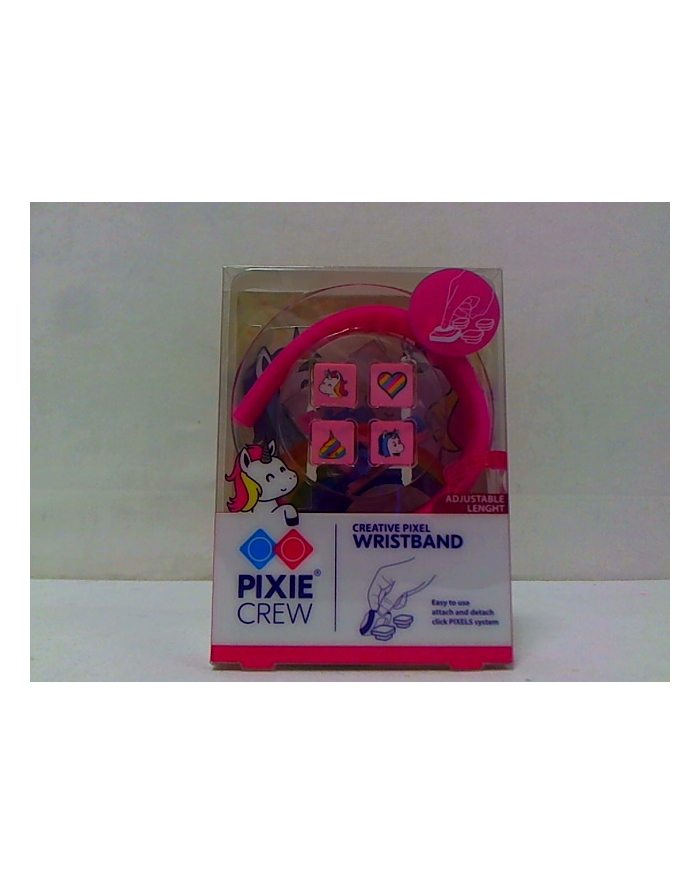 ADJUSTABLE
LENGHT
PIXIE®
CREW
CREATIVE PIXEL
WRISTBAND
Easy to use
attach and detach
click PIXELS system